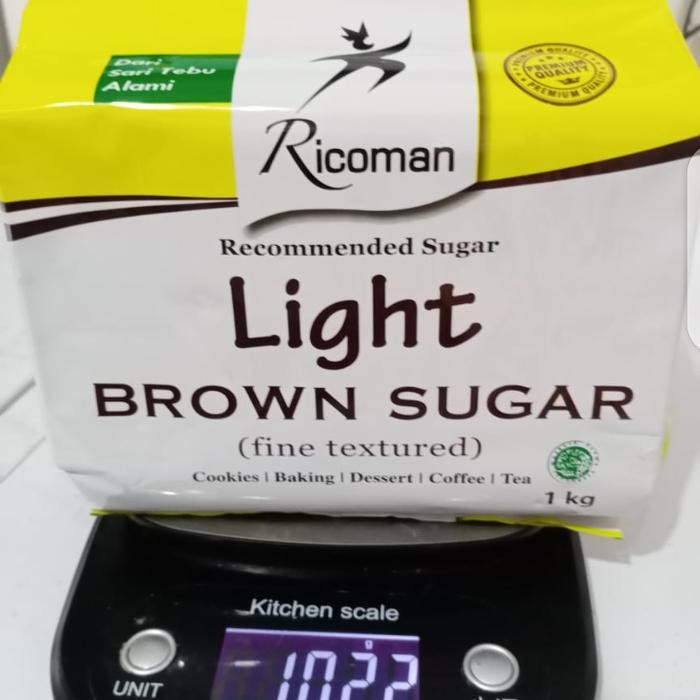 Dari
Sari Tebu
Alami
PREMIUM QUALITY
PREMIUM
QUALITY
PREMIUM QUALITY
Ricoman
Recommended Sugar
Light
BROWN SUGAR
(fine textured)
Cookies | Baking | Dessert | Coffee | Tea
1 kg
Kitchen scale
g
1022
UNIT